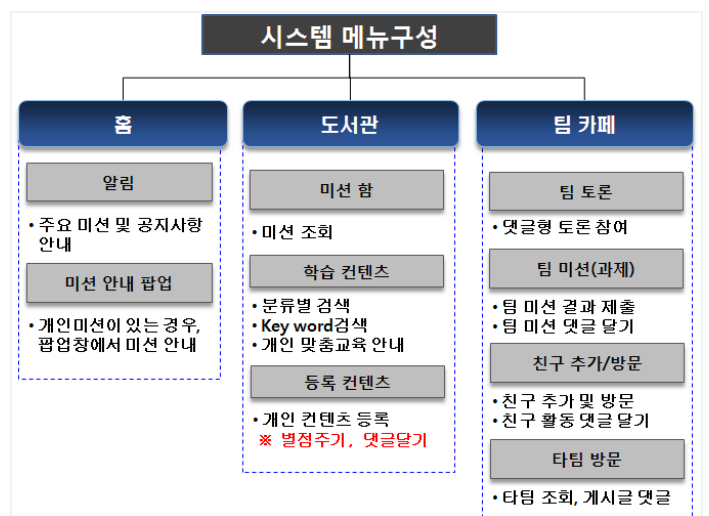 시스템 메뉴구성
홈
알림
• 주요 미션 및 공지사항
안내
미션 안내 팝업
• 개인미션이 있는 경우,
팝업창에서 미션 안내
도서관
미션 함
• 미션 조회
학습 컨텐츠
• 분류별 검색
• Key word검색
• 개인 맞춤교육 안내
등록 컨텐츠
• 개인 컨텐츠 등록
※ 별점주기, 댓글달기
팀 카페
팀 토론
• 댓글형 토론 참여
팀 미션(과제)
• 팀 미션 결과 제출
• 팀 미션 댓글 달기
친구 추가/방문
• 친구 추가 및 방문
• 친구 활동 댓글 달기
타팀 방문
• 타팀 조회, 게시글 댓글